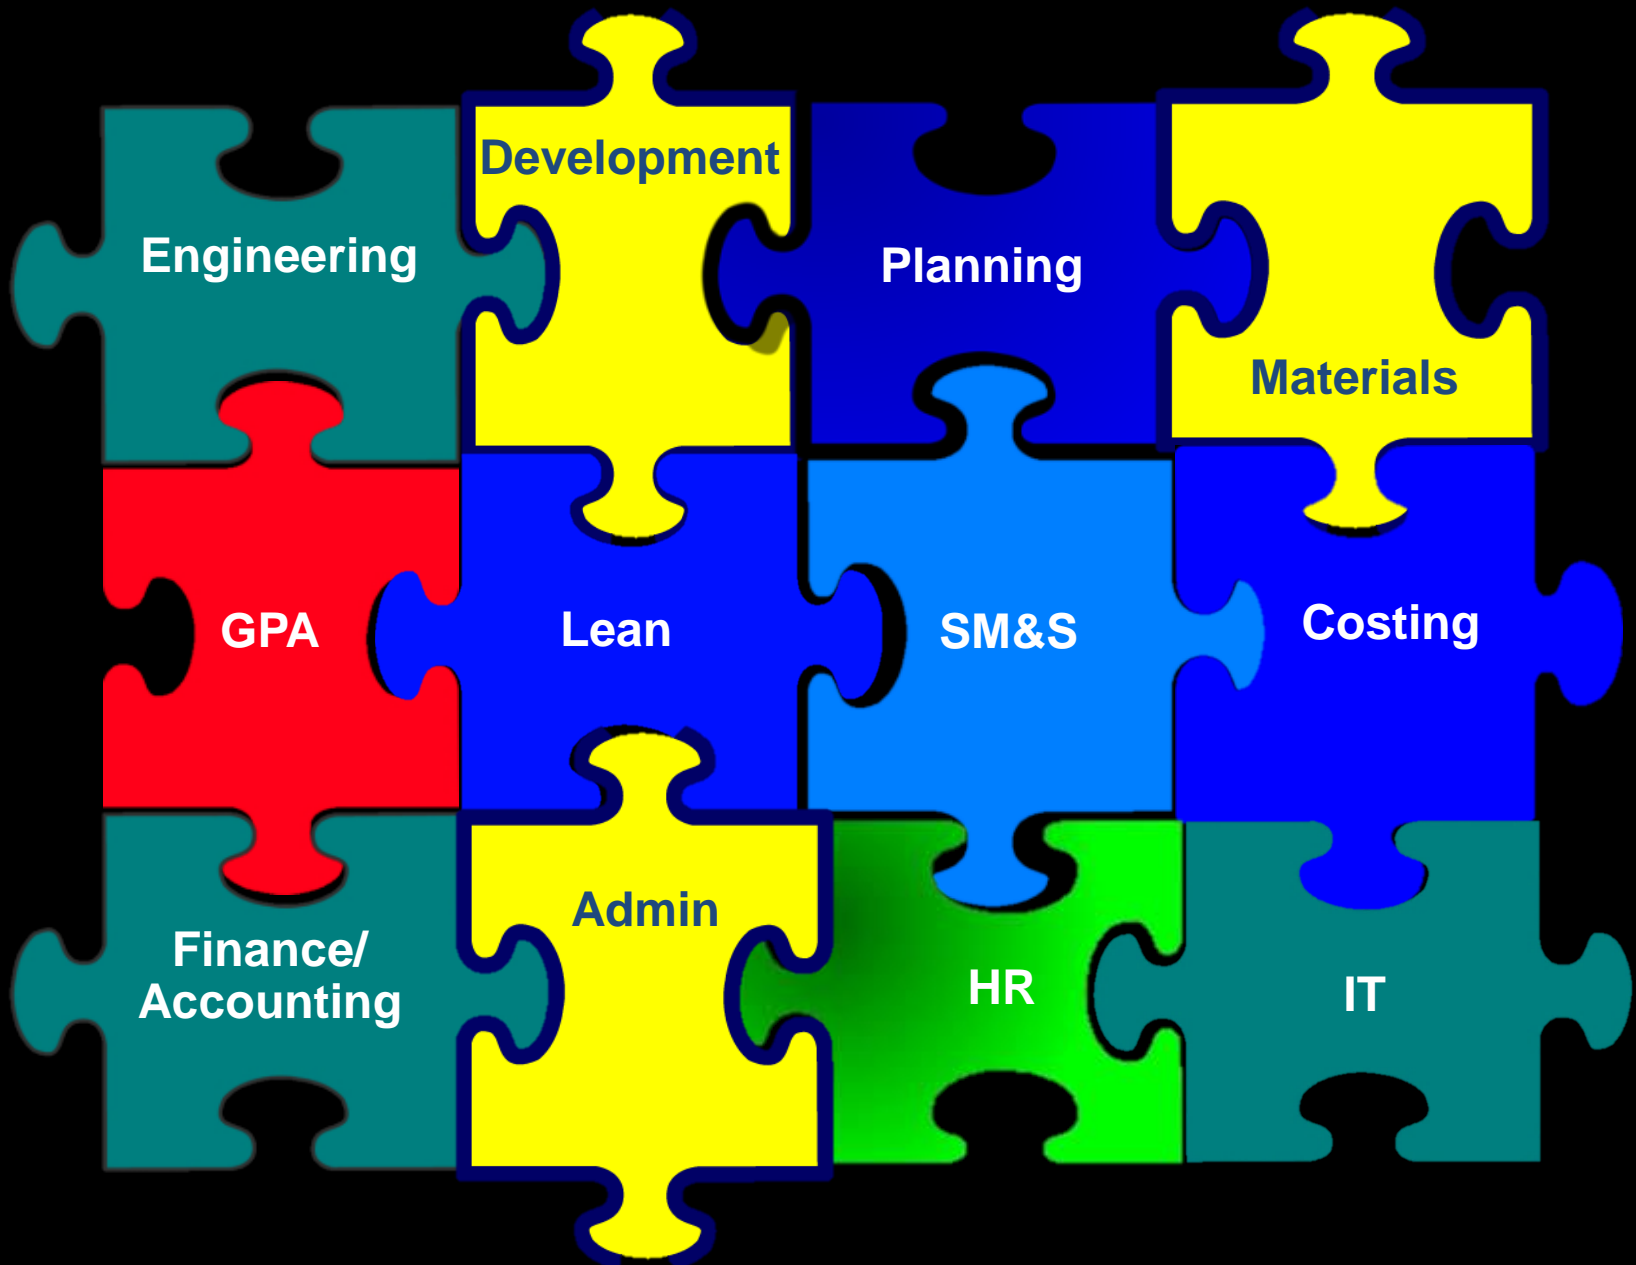 Engineering
Development
Planning
Materials
GPA
Lean
SM&S
Costing
Finance/
Accounting
Admin
HR
IT